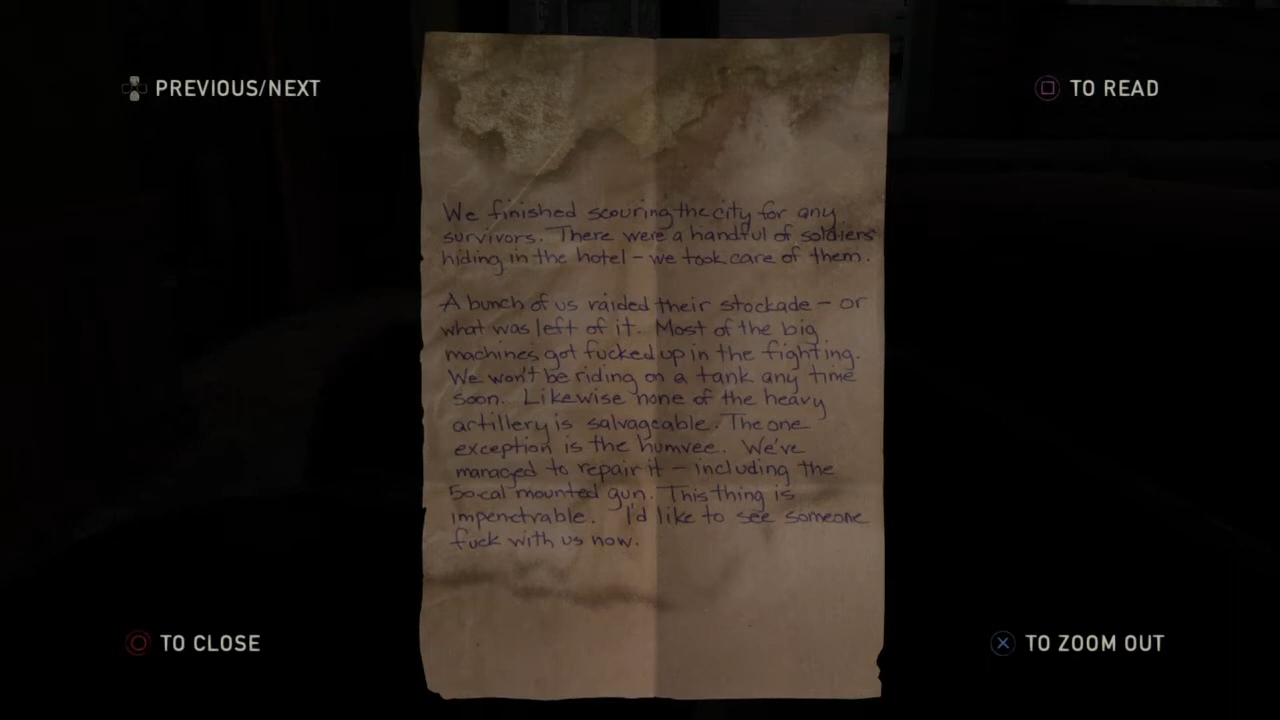 PREVIOUS/NEXT
TO READ
We finished scouring the city for any
survivors. There were a handful of soldiers
hiding in the hotel - we took care of them.
A bunch of us raided their stockade - or
what was left of it. Most of the big
machines got fucked up in the fighting.
We won't be riding on a tank any time
soon. Likewise none of the heavy
artillery is salvageable. The one
exception is the humvee. We've
managed to repair it - including the
50cal mounted gun. This thing is
impenetrable. I'd like to see someone
fuck with us now.
TO CLOSE
TO ZOOM OUT